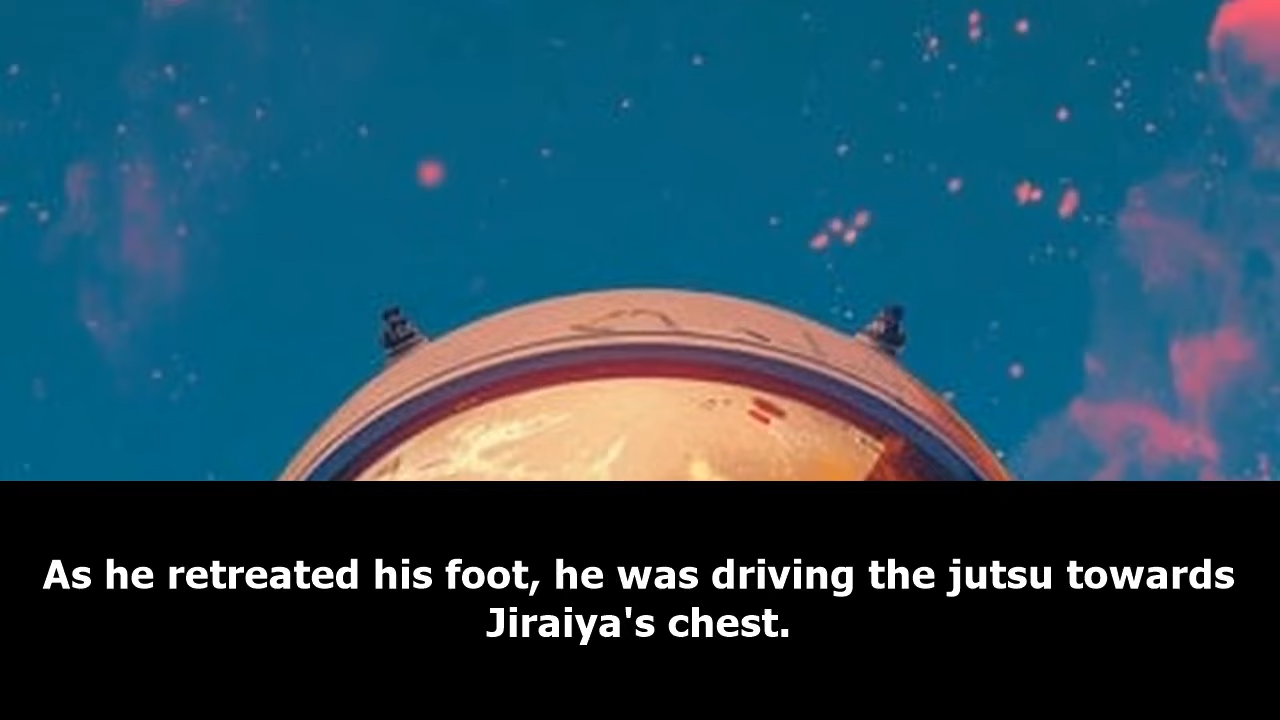 As he retreated his foot, he was driving the jutsu towards
Jiraiya's chest.